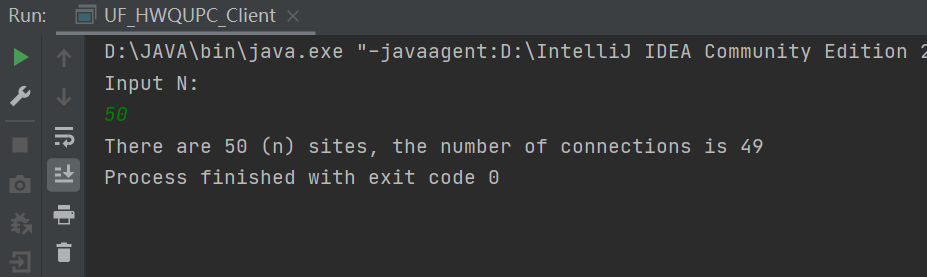 Run: UF_HWQUPC_Client
D:\JAVA\bin\java.exe "-javaagent:D:\IntelliJ IDEA Community Edition 2
Input N:
50
There are 50 (n) sites, the number of connections is 49
Process finished with exit code 0